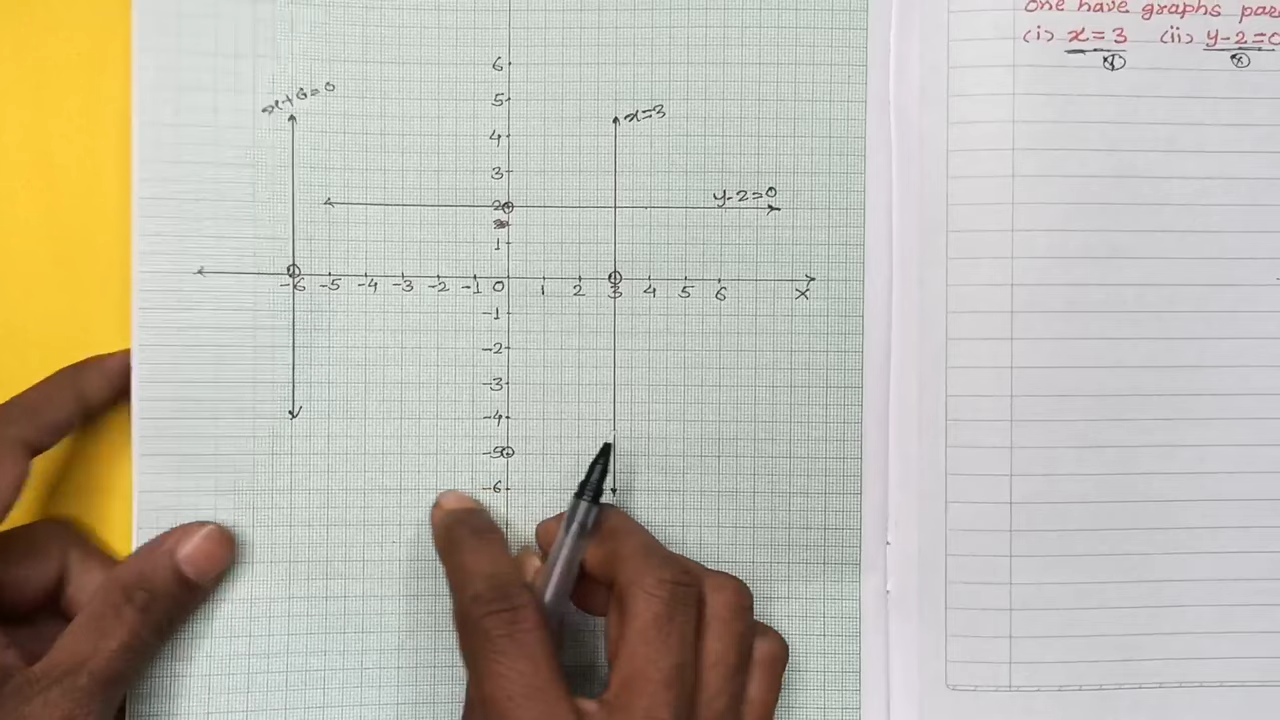 one have graphs par
(i) x=3 (ii) y-2=0
6
x+6=0
5
x=3
4
3
y-2=0
2
1
-6 -5 -4 -3 -2 -1 0 1 2 3 4 5 6 X
-1
-2
-3
-4
-5
-6